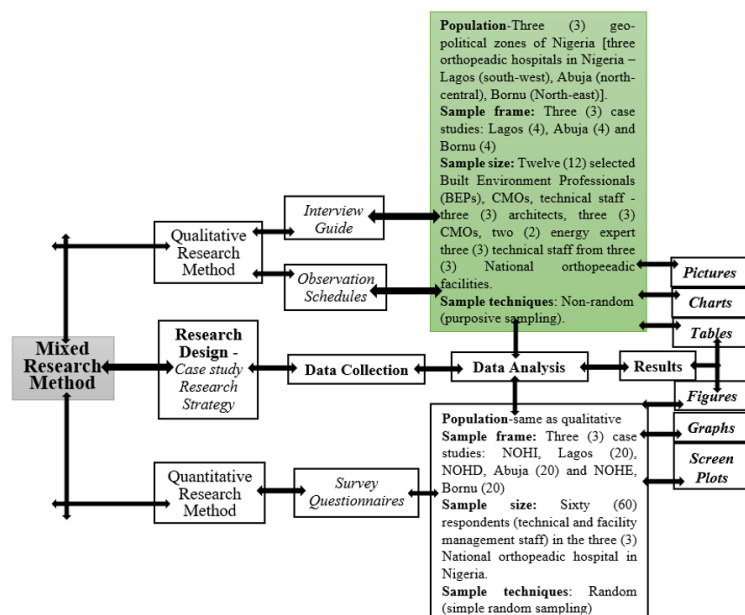 Population-Three (3) geo-
political zones of Nigeria [three
orthopeadic hospitals in Nigeria –
Lagos (south-west), Abuja (north-
central), Bornu (North-east)].
Sample frame: Three (3) case
studies: Lagos (4), Abuja (4) and
Bornu (4)
Sample size: Twelve (12) selected
Built Environment Professionals
(BEPs), CMOs, technical staff -
three (3) architects, three (3)
CMOs, two (2) energy expert
three (3) technical staff from three
(3) National orthopeeadic
facilities.
Sample techniques: Non-random
(purposive sampling).
Interview
Guide
Qualitative
Research
Method
Observation
Schedules
Pictures
Charts
Tables
Mixed
Research
Method
Research
Design -
Case study
Research
Strategy
Data Collection
Data Analysis
Results
Figures
Graphs
Screen
Plots
Quantitative
Research
Method
Survey
Questionnaires
Population-same as qualitative
Sample frame: Three (3) case
studies: NOHI, Lagos (20),
NOHD, Abuja (20) and NOHE,
Bornu (20)
Sample size: Sixty (60)
respondents (technical and facility
management staff) in the three (3)
National orthopeadic hospital in
Nigeria.
Sample techniques: Random
(simple random sampling)